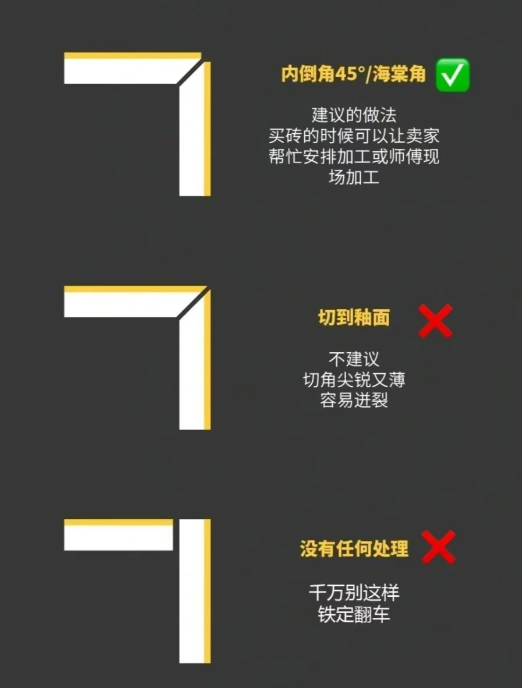 内倒角45°/海棠角
建议的做法
买砖的时候可以让卖家
帮忙安排加工或师傅现
场加工
切到釉面
不建议
切角尖锐又薄
容易迸裂
没有任何处理
千万别这样
铁定翻车